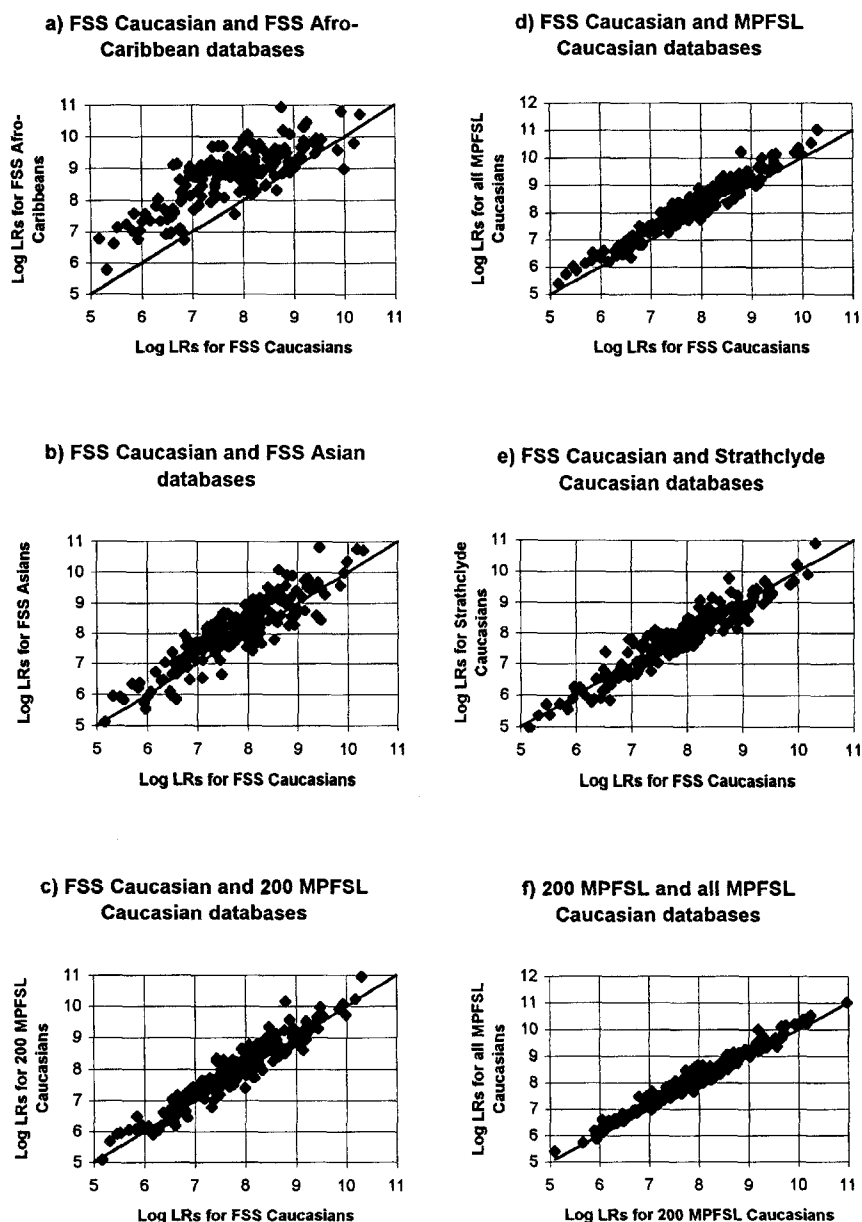 a) FSS Caucasian and FSS Afro-
Caribbean databases
Log LRs for FSS Afro-
Caribbeans
11
10
9
8
7
6
5
5 6 7 8 9 10 11
Log LRs for FSS Caucasians
b) FSS Caucasian and FSS Asian
databases
Log LRs for FSS Asians
11
10
9
8
7
6
5
5 6 7 8 9 10 11
Log LRs for FSS Caucasians
c) FSS Caucasian and 200 MPFSL
Caucasian databases
Log LRs for 200 MPFSL
Caucasians
11
10
9
8
7
6
5
5 6 7 8 9 10 11
Log LRs for FSS Caucasians
d) FSS Caucasian and MPFSL
Caucasian databases
Log LRs for all MPFSL
Caucasians
12
11
10
9
8
7
6
5
5 6 7 8 9 10 11
Log LRs for FSS Caucasians
e) FSS Caucasian and Strathclyde
Caucasian databases
Log LRs for Strathclyde
Caucasians
11
10
9
8
7
6
5
5 6 7 8 9 10 11
Log LRs for FSS Caucasians
f) 200 MPFSL and all MPFSL
Caucasian databases
Log LRs for all MPFSL
Caucasians
12
11
10
9
8
7
6
5
5 6 7 8 9 10 11
Log LRs for 200 MPFSL Caucasians